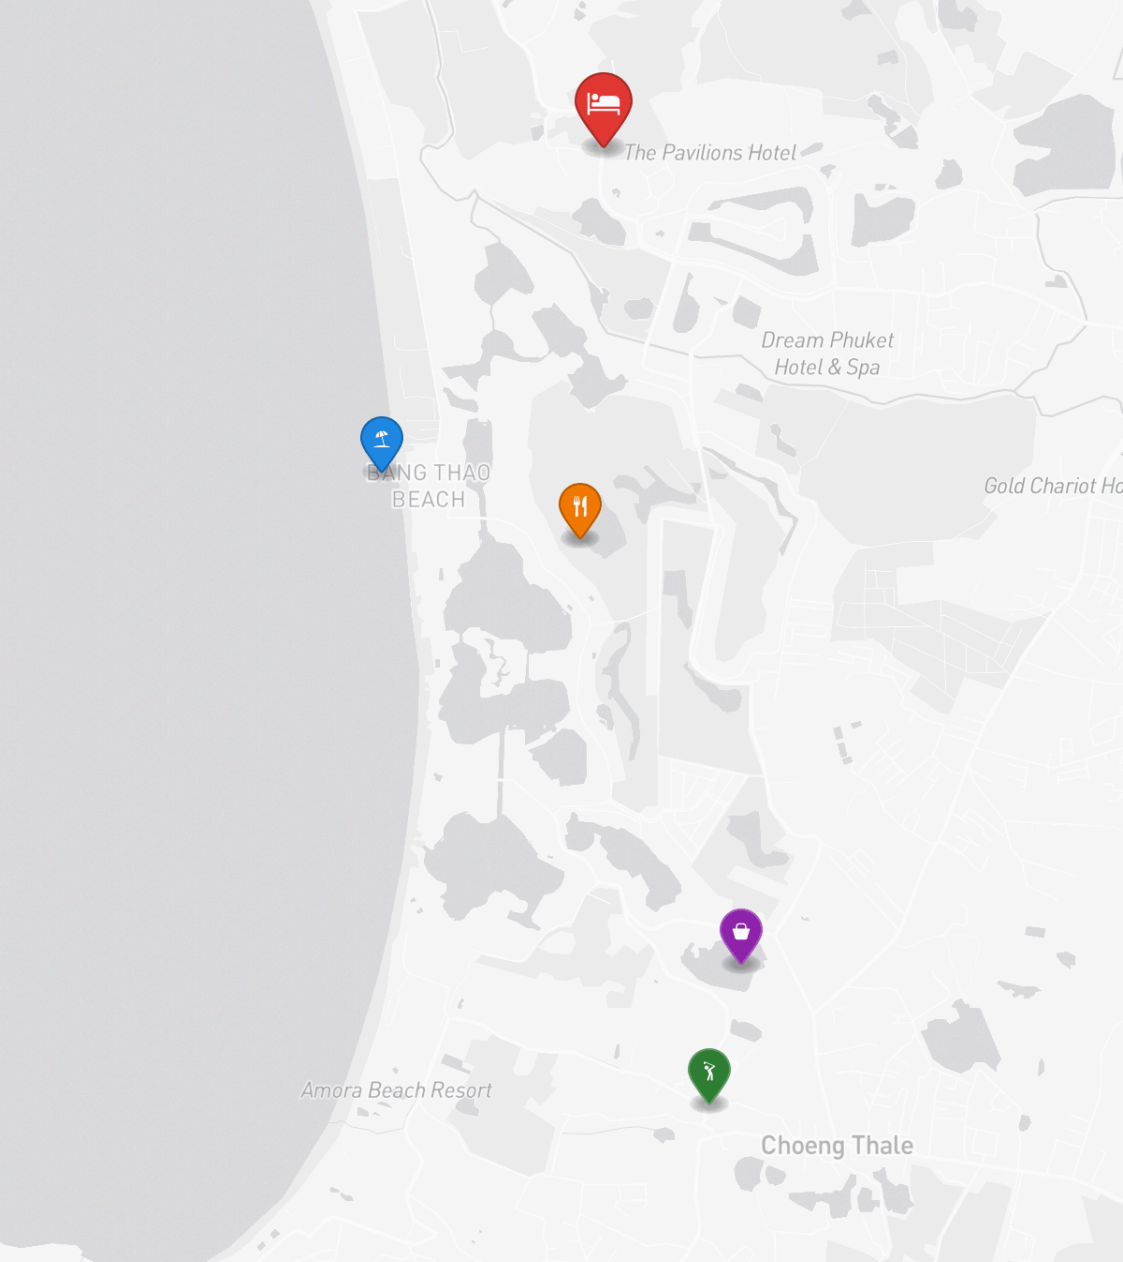 The Pavilions Hotel
Dream Phuket
Hotel & Spa
BANG THAO
BEACH
Gold Chariot Ho
Amora Beach Resort
Choeng Thale